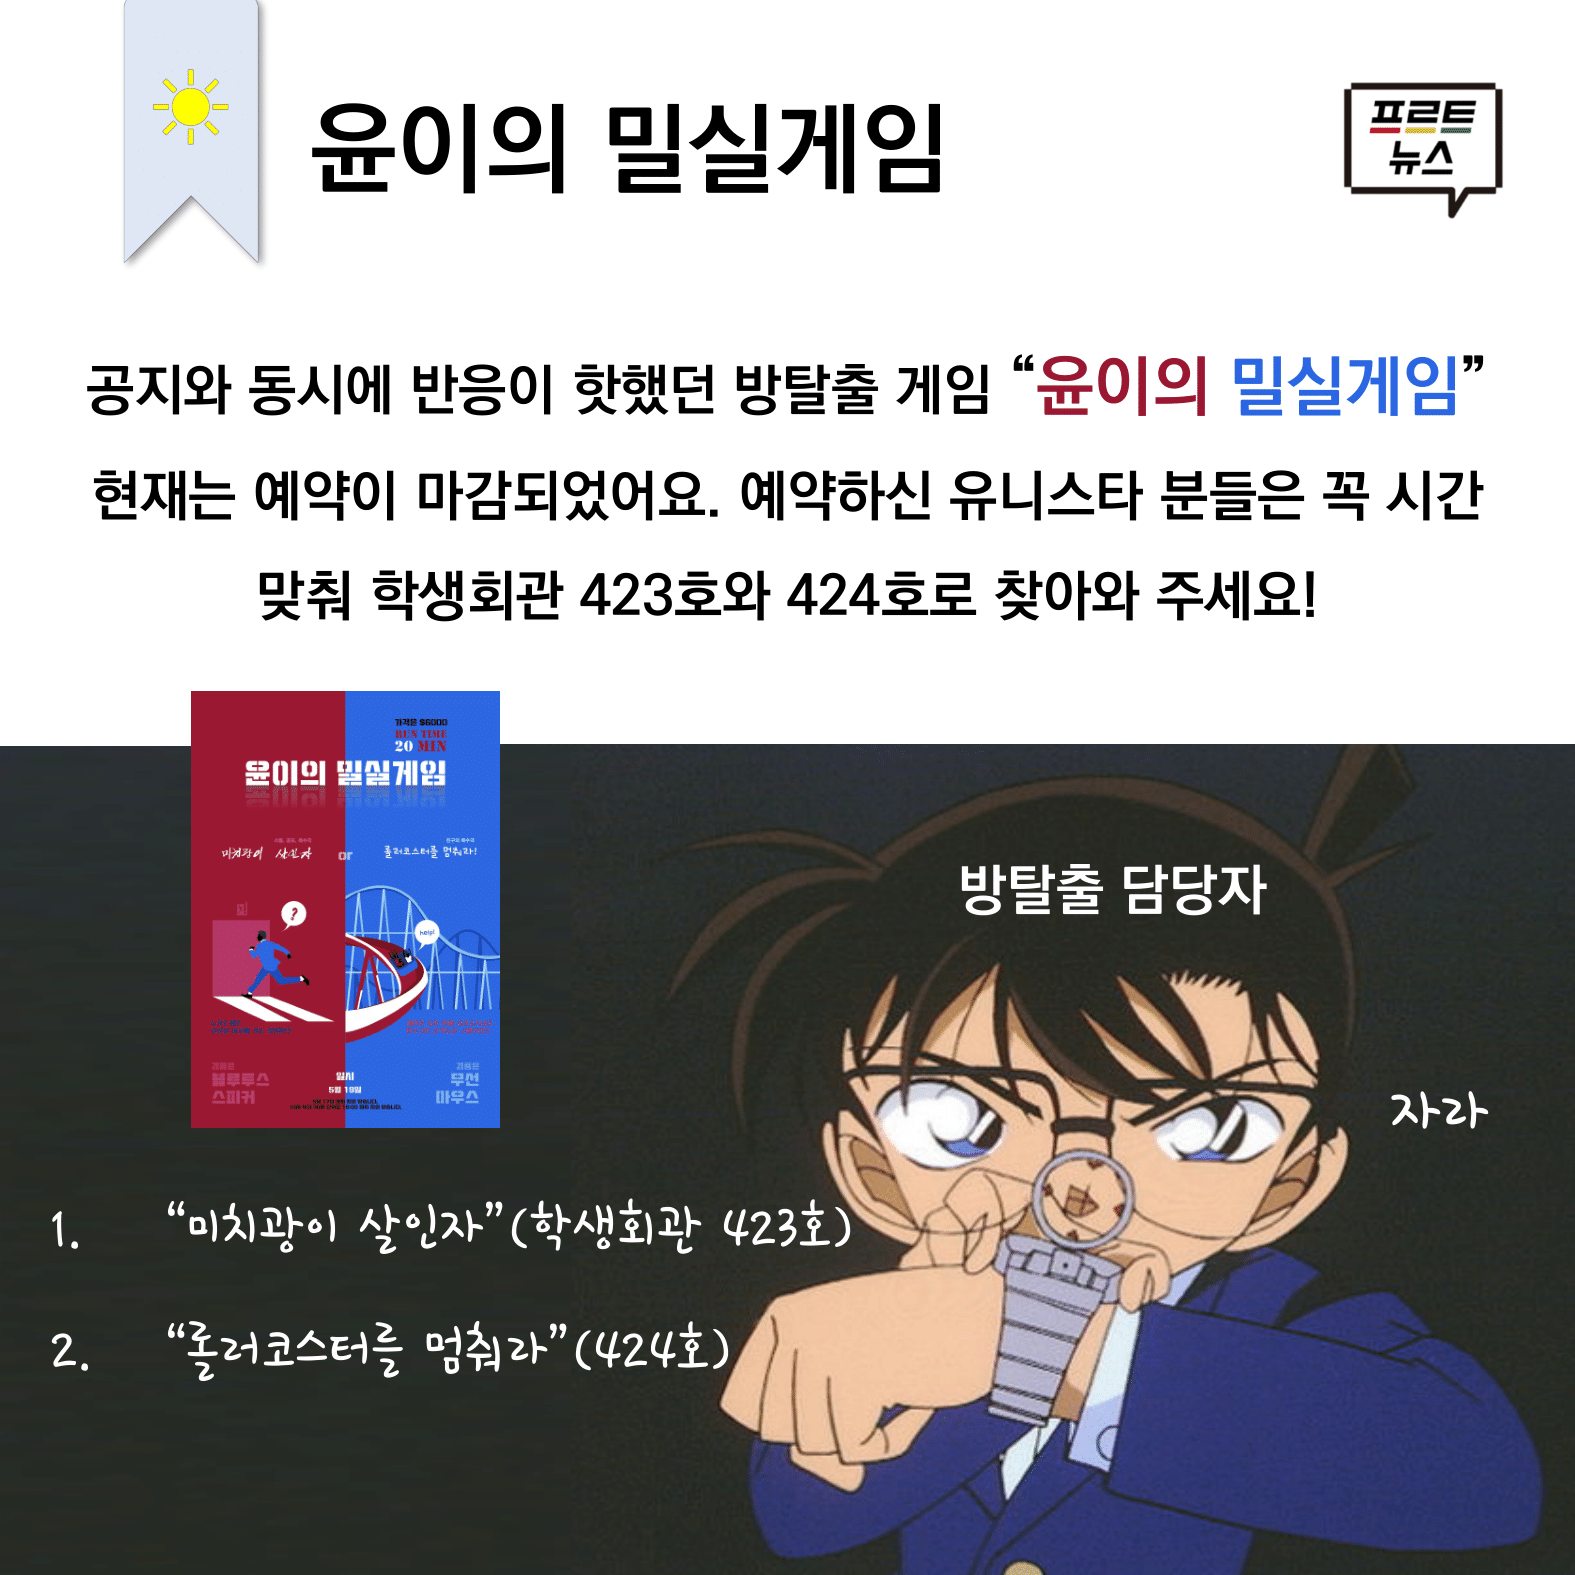 윤이의 밀실게임
프르트
뉴스
공지와 동시에 반응이 핫했던 방탈출 게임 “윤이의 밀실게임”
현재는 예약이 마감되었어요. 예약하신 유니스타 분들은 꼭 시간
맞춰 학생회관 423호와 424호로 찾아와 주세요!
가격은 $6000
RUN TIME
20 MIN
윤이의 밀실게임
미치광이 살인자 or 롤러코스터를 멈춰라!
?
help!
블루투스
스피커
일시
5월 19일
무선
마우스
방탈출 담당자
자라
1. “미치광이 살인자”(학생회관 423호)
2. “롤러코스터를 멈춰라”(424호)